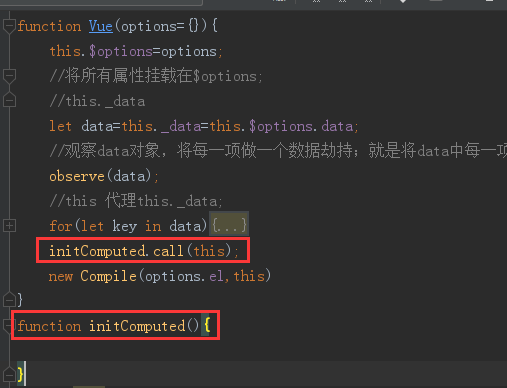 function Vue(options={}){
this.$options=options;
//将所有属性挂载在$options;
//this._data
let data=this._data=this.$options.data;
//观察data对象，将每一项做一个数据劫持；就是将data中每一项
observe(data);
//this 代理this._data;
for(let key in data){...}
initComputed.call(this);
new Compile(options.el,this)
}
function initComputed(){
}